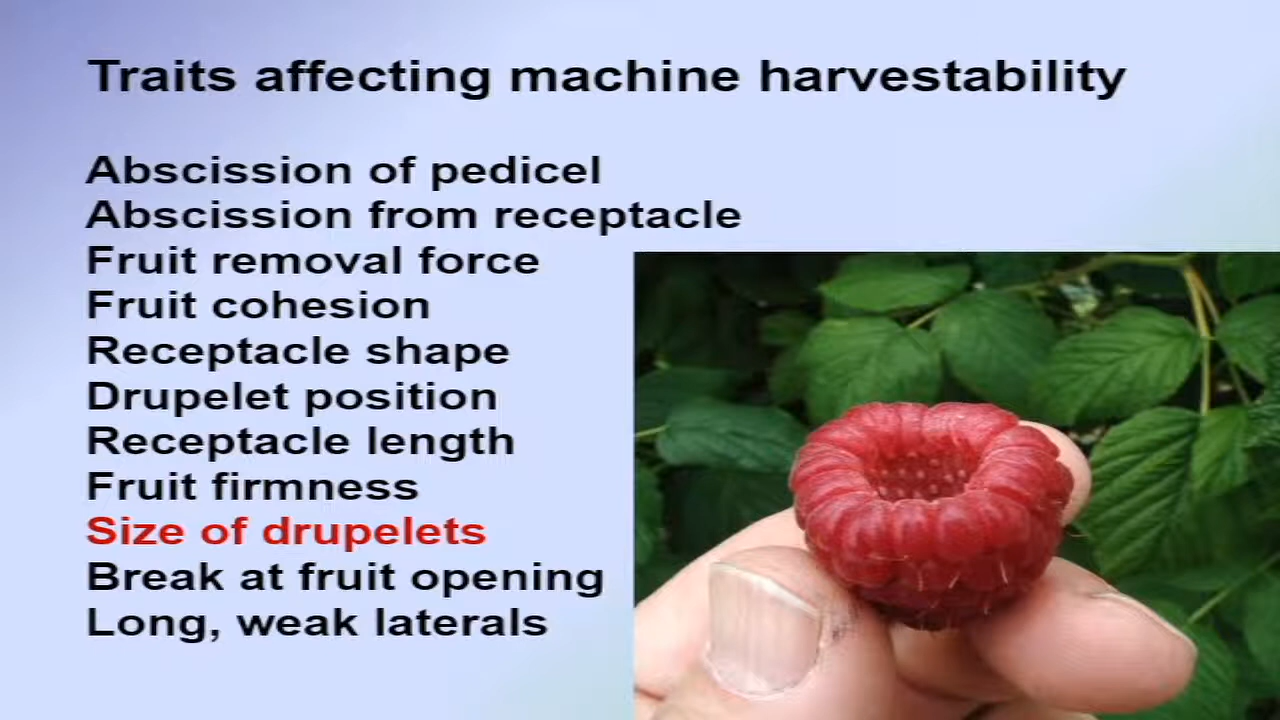 Traits affecting machine harvestability
Abscission of pedicel
Abscission from receptacle
Fruit removal force
Fruit cohesion
Receptacle shape
Drupelet position
Receptacle length
Fruit firmness
Size of drupelets
Break at fruit opening
Long, weak laterals